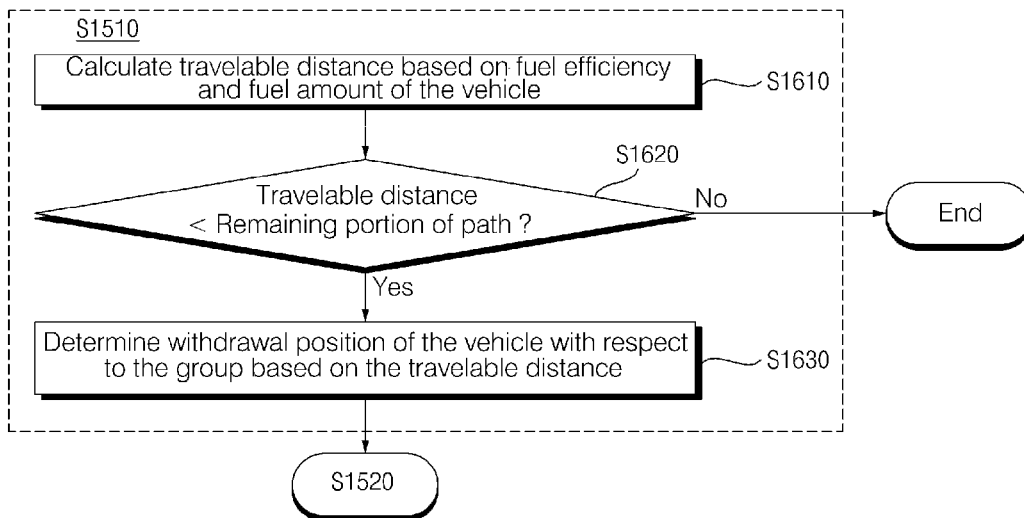 S1510
Calculate travelable distance based on fuel efficiency
and fuel amount of the vehicle
S1610
S1620
Travelable distance
< Remaining portion of path ?
No
End
Yes
Determine withdrawal position of the vehicle with respect
to the group based on the travelable distance
S1630
S1520